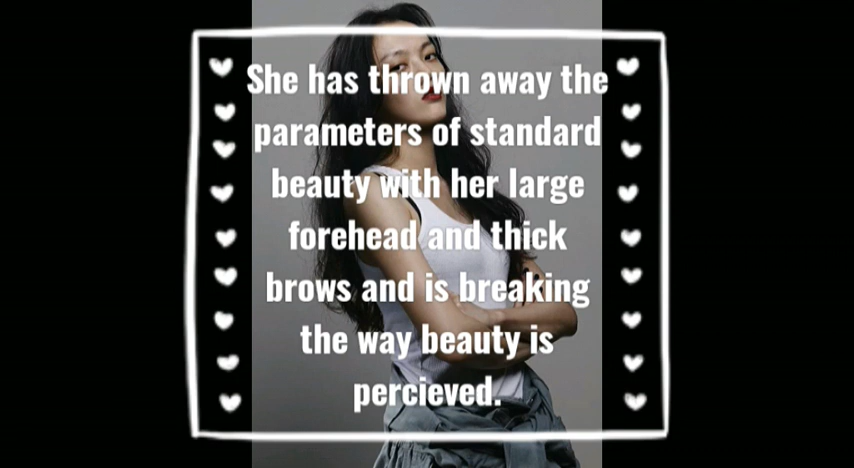 She has thrown away the
parameters of standard
beauty with her large
forehead and thick
brows and is breaking
the way beauty is
percieved.